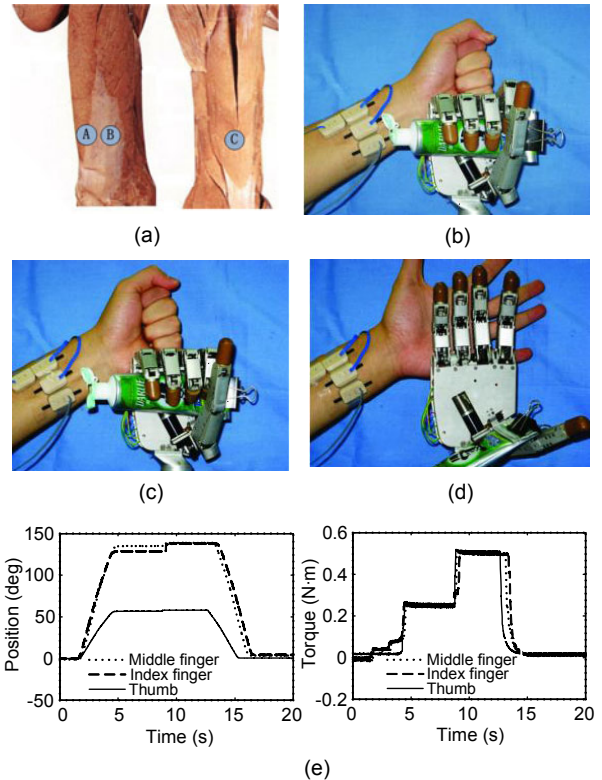 A B C
(a)
(b)
(c)
(d)
150
100
50
0
-50
Position (deg)
0 5 10 15 20
Time (s)
Middle finger
Index finger
Thumb
0.6
0.4
0.2
0
-0.2
Torque (N·m)
0 5 10 15 20
Time (s)
Middle finger
Index finger
Thumb
(e)